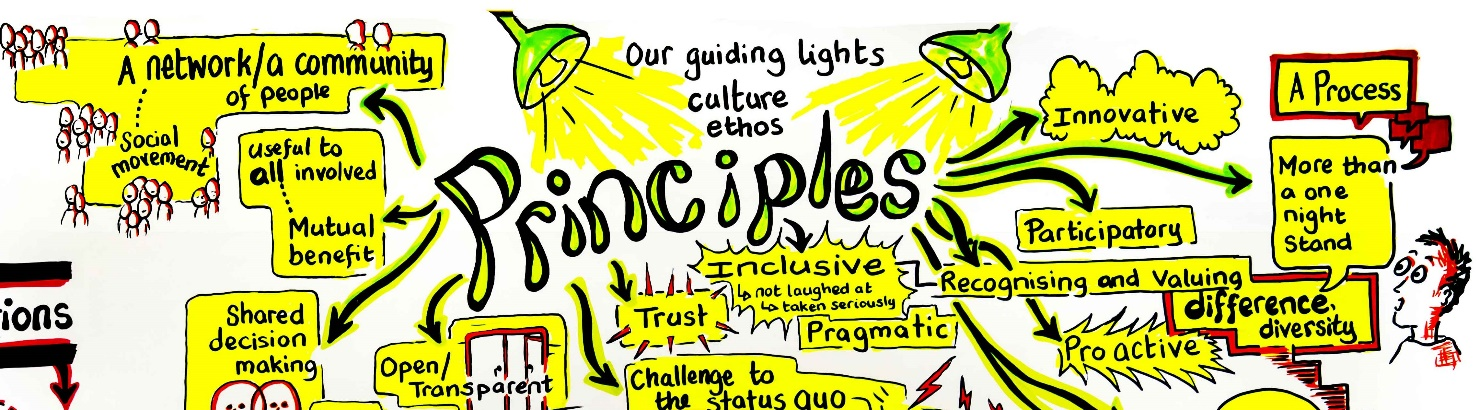 A network/a community
of people
Social
movement
useful to
all involved
Mutual
benefit
Our guiding lights
culture
ethos
Principles
Innovative
A Process
More than
a one
night
stand
Participatory
Inclusive
↳ not laughed at
↳ taken seriously
Recognising and Valuing
difference,
diversity
Trust
Pragmatic
Pro active
Shared
decision
making
Open/
Transparent
Challenge to
the status quo
ions